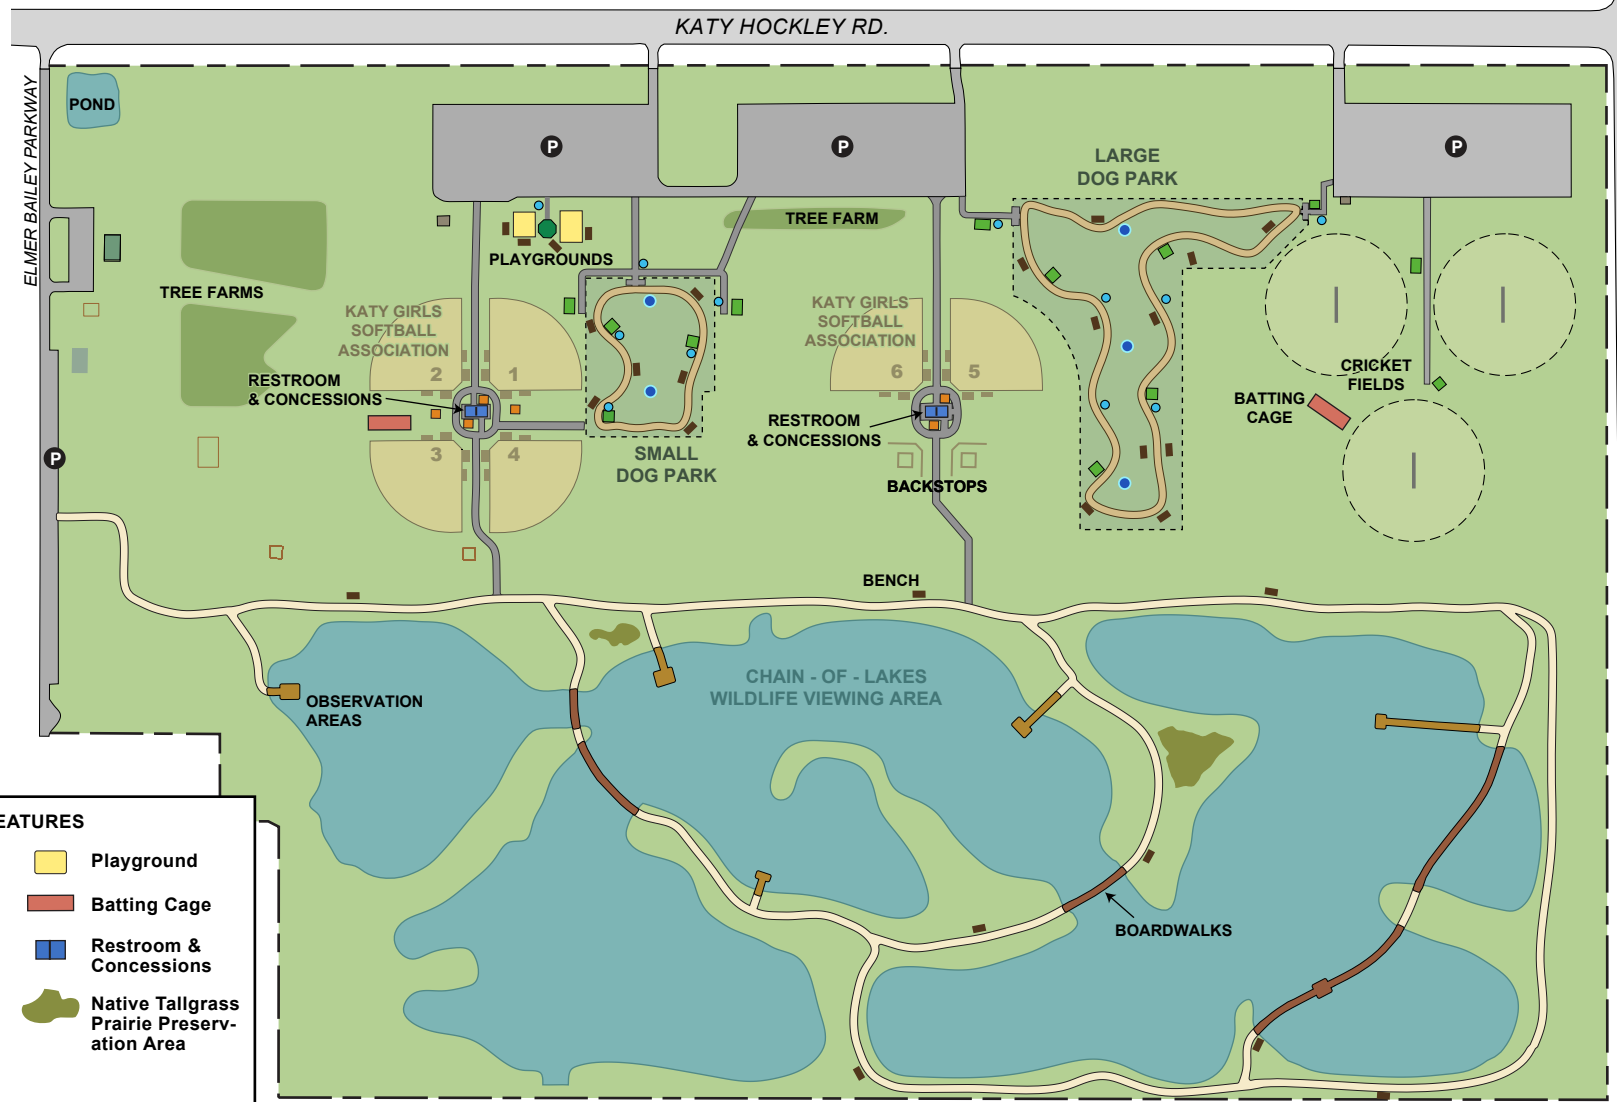 KATY HOCKLEY RD.
ELMER BAILEY PARKWAY
POND
P
P
P
LARGE
DOG PARK
TREE FARM
PLAYGROUNDS
TREE FARMS
KATY GIRLS
SOFTBALL
ASSOCIATION
2
1
KATY GIRLS
SOFTBALL
ASSOCIATION
6
5
CRICKET
FIELDS
RESTROOM
& CONCESSIONS
BATTING
CAGE
RESTROOM
& CONCESSIONS
3
4
SMALL
DOG PARK
P
BACKSTOPS
BENCH
CHAIN - OF - LAKES
WILDLIFE VIEWING AREA
OBSERVATION
AREAS
BOARDWALKS
EATURES
Playground
Batting Cage
Restroom &
Concessions
Native Tallgrass
Prairie Preserv-
ation Area